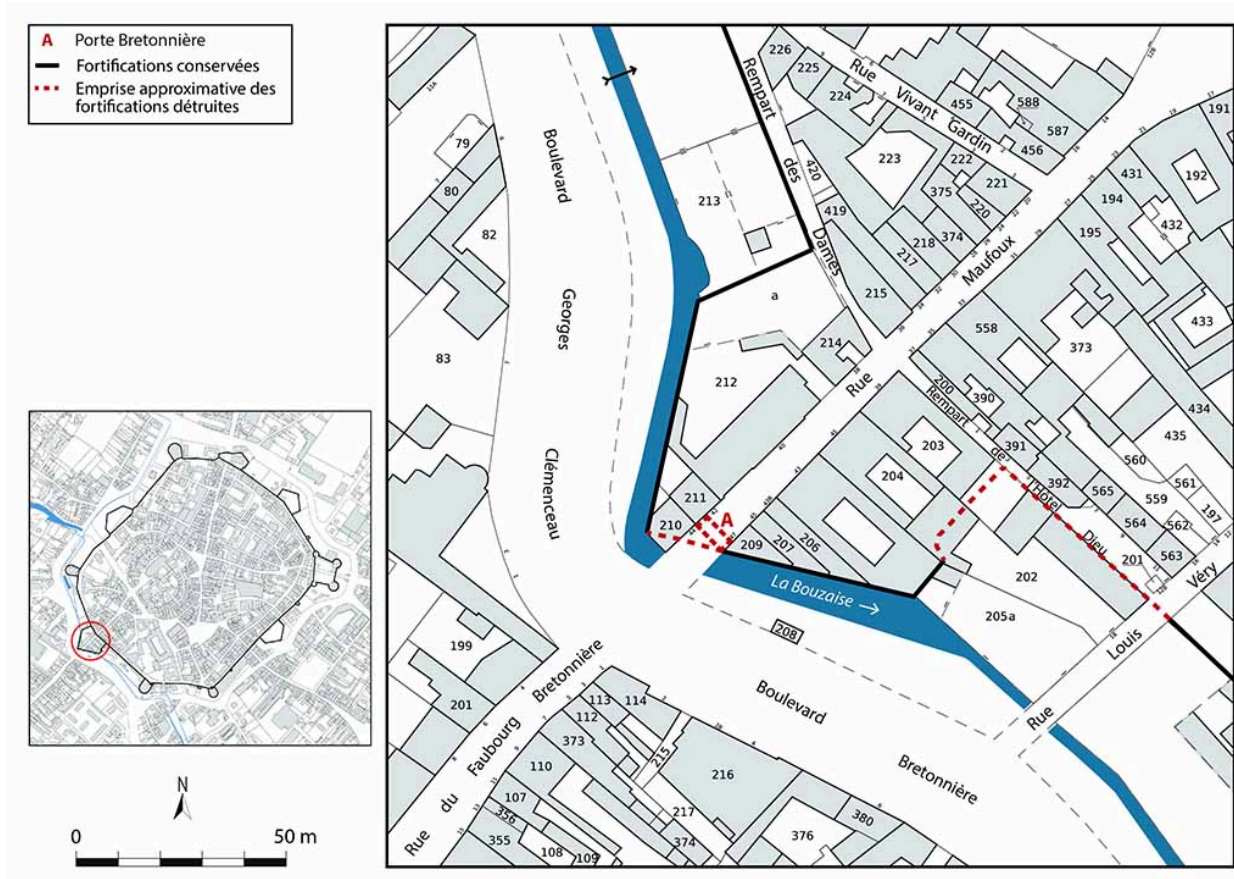 A Porte Bretonnière
Fortifications conservées
Emprise approximative des
fortifications détruites
N
0 50 m
Boulevard
Georges
Clémenceau
Rempart
des
Dames
Rue
Vivant Gardin
Rue
Maufoux
Rempart
de
l'Hôtel
Dieu
Rue
Louis
Véry
La Bouzaise →
Boulevard
Bretonnière
Rue
du
Faubourg
Bretonnière
A
a
79
80
82
83
213
226
225
224
455
588
587
456
191
223
222
221
375
220
420
419
218
374
217
215
431
194
192
432
195
433
214
558
373
212
200
390
203
391
204
392
434
435
560
561
565
559
197
564
562
563
211
210
209
207
206
202
201
205a
208
199
201
113
114
112
373
110
215
216
107
356
217
355
108
109
374
376
380